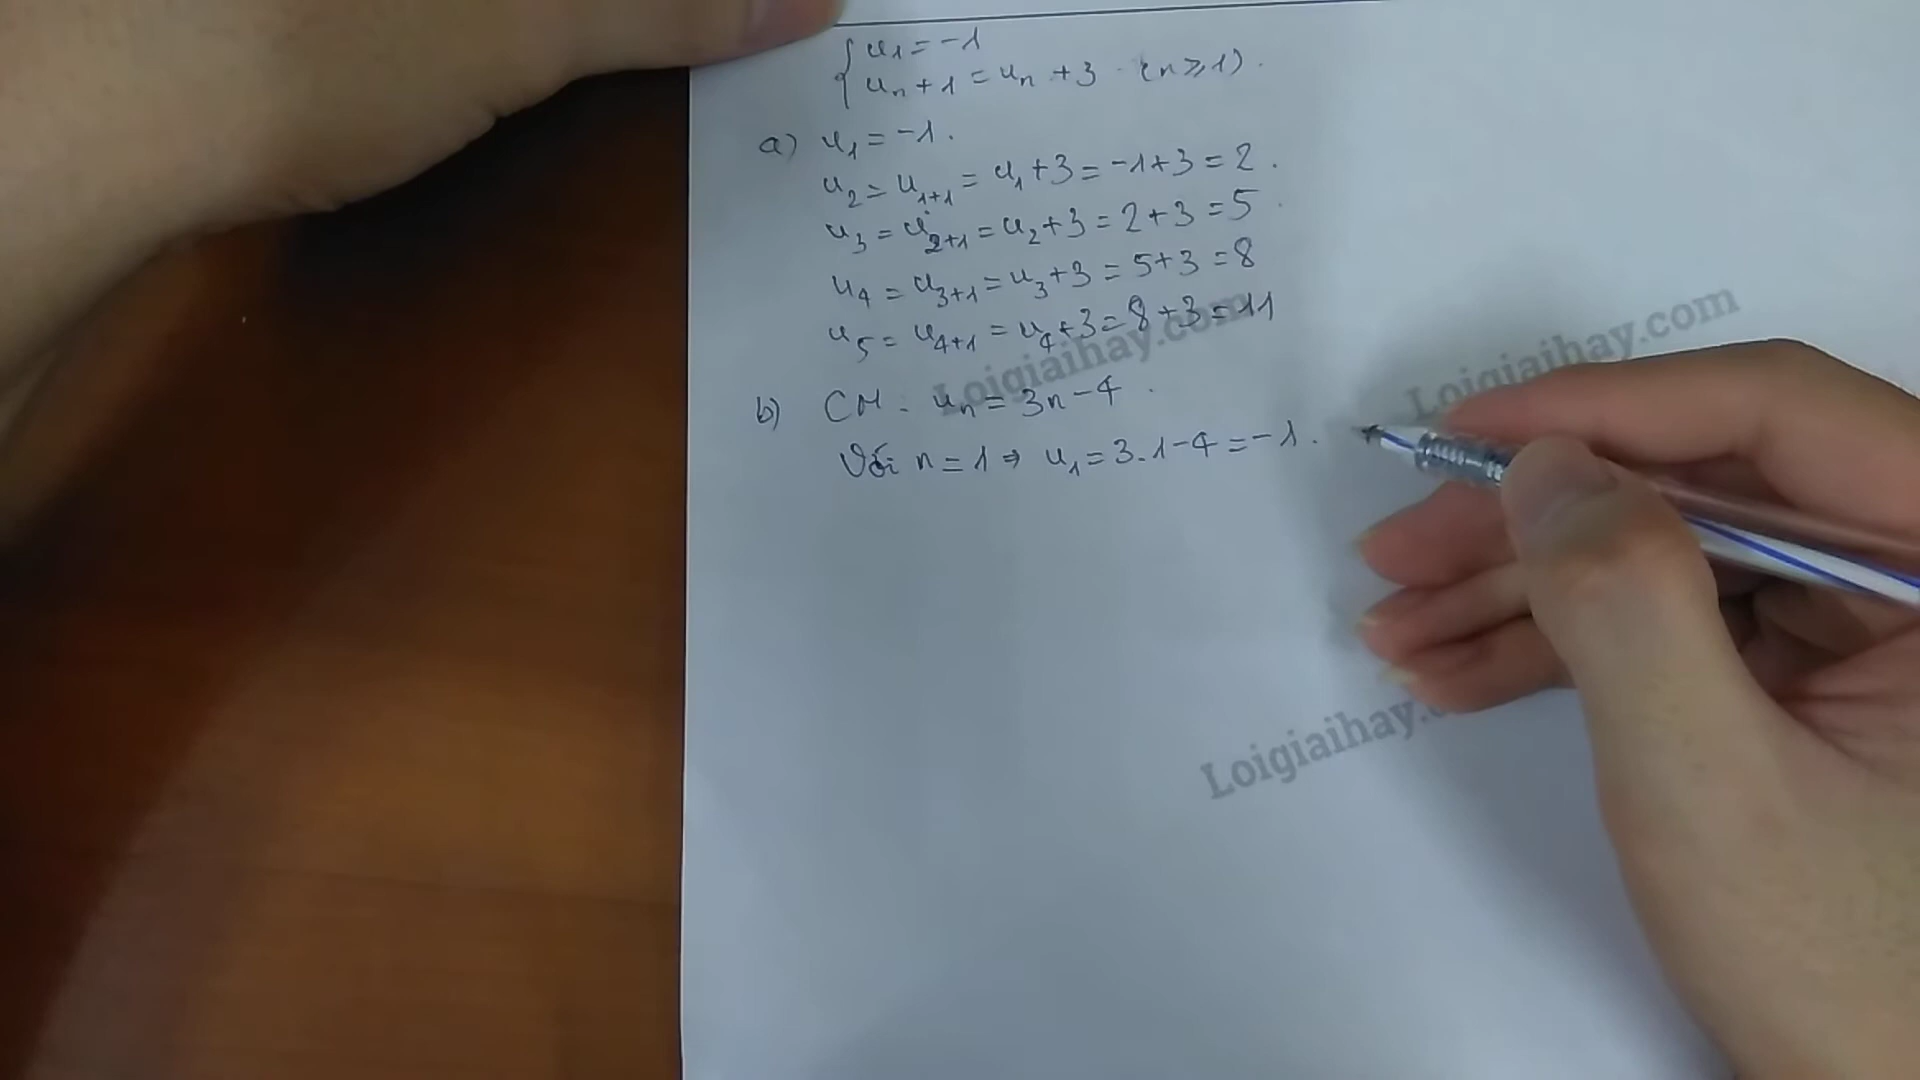 { u₁ = -1
uₙ + 1 = uₙ + 3 (n ⩾ 1).
a) u₁ = -1.
u₂ = u₁₊₁ = u₁ + 3 = -1 + 3 = 2.
u₃ = u₂₊₁ = u₂ + 3 = 2 + 3 = 5.
u₄ = u₃₊₁ = u₃ + 3 = 5 + 3 = 8
u₅ = u₄₊₁ = u₄ + 3 = 8 + 3 = 11
Loigiaihay.com
Loigiaihay.com
b) CM. uₙ = 3n - 4.
Với n = 1 ⇒ u₁ = 3.1 - 4 = -1.
Loigiaihay.